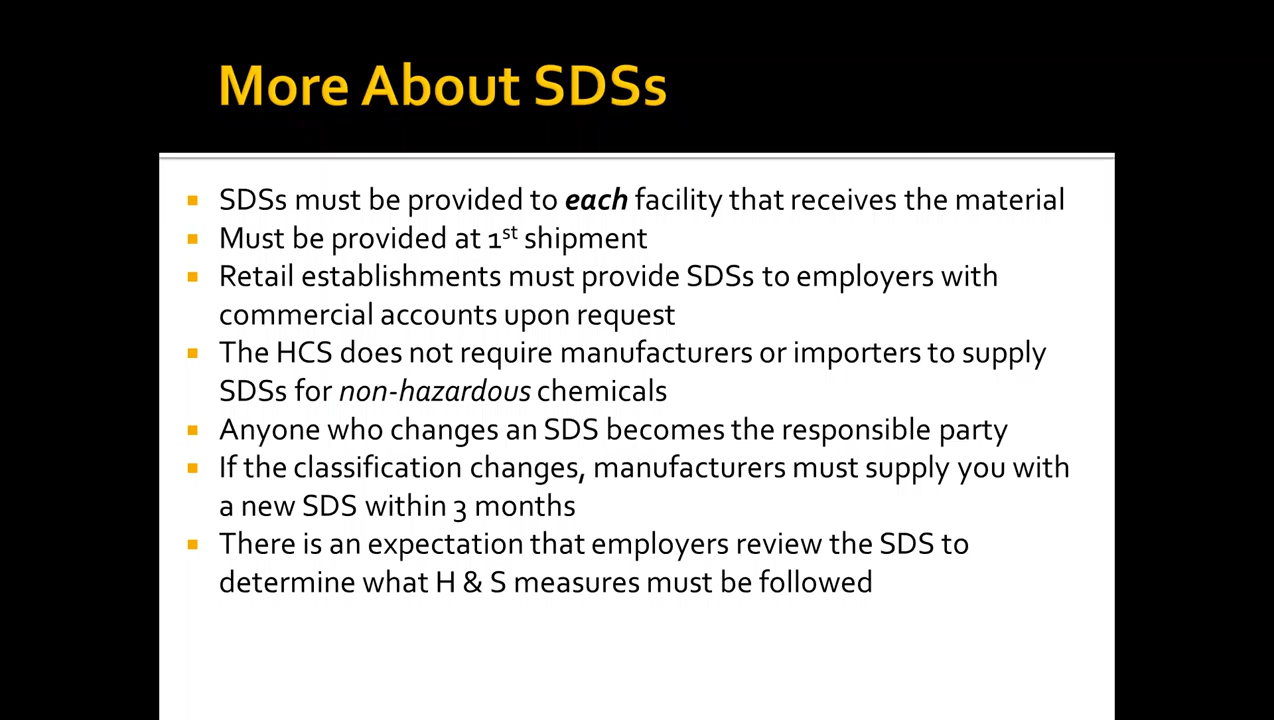 More About SDSs
▪ SDSs must be provided to each facility that receives the material
▪ Must be provided at 1st shipment
▪ Retail establishments must provide SDSs to employers with
commercial accounts upon request
▪ The HCS does not require manufacturers or importers to supply
SDSs for non-hazardous chemicals
▪ Anyone who changes an SDS becomes the responsible party
▪ If the classification changes, manufacturers must supply you with
a new SDS within 3 months
▪ There is an expectation that employers review the SDS to
determine what H & S measures must be followed